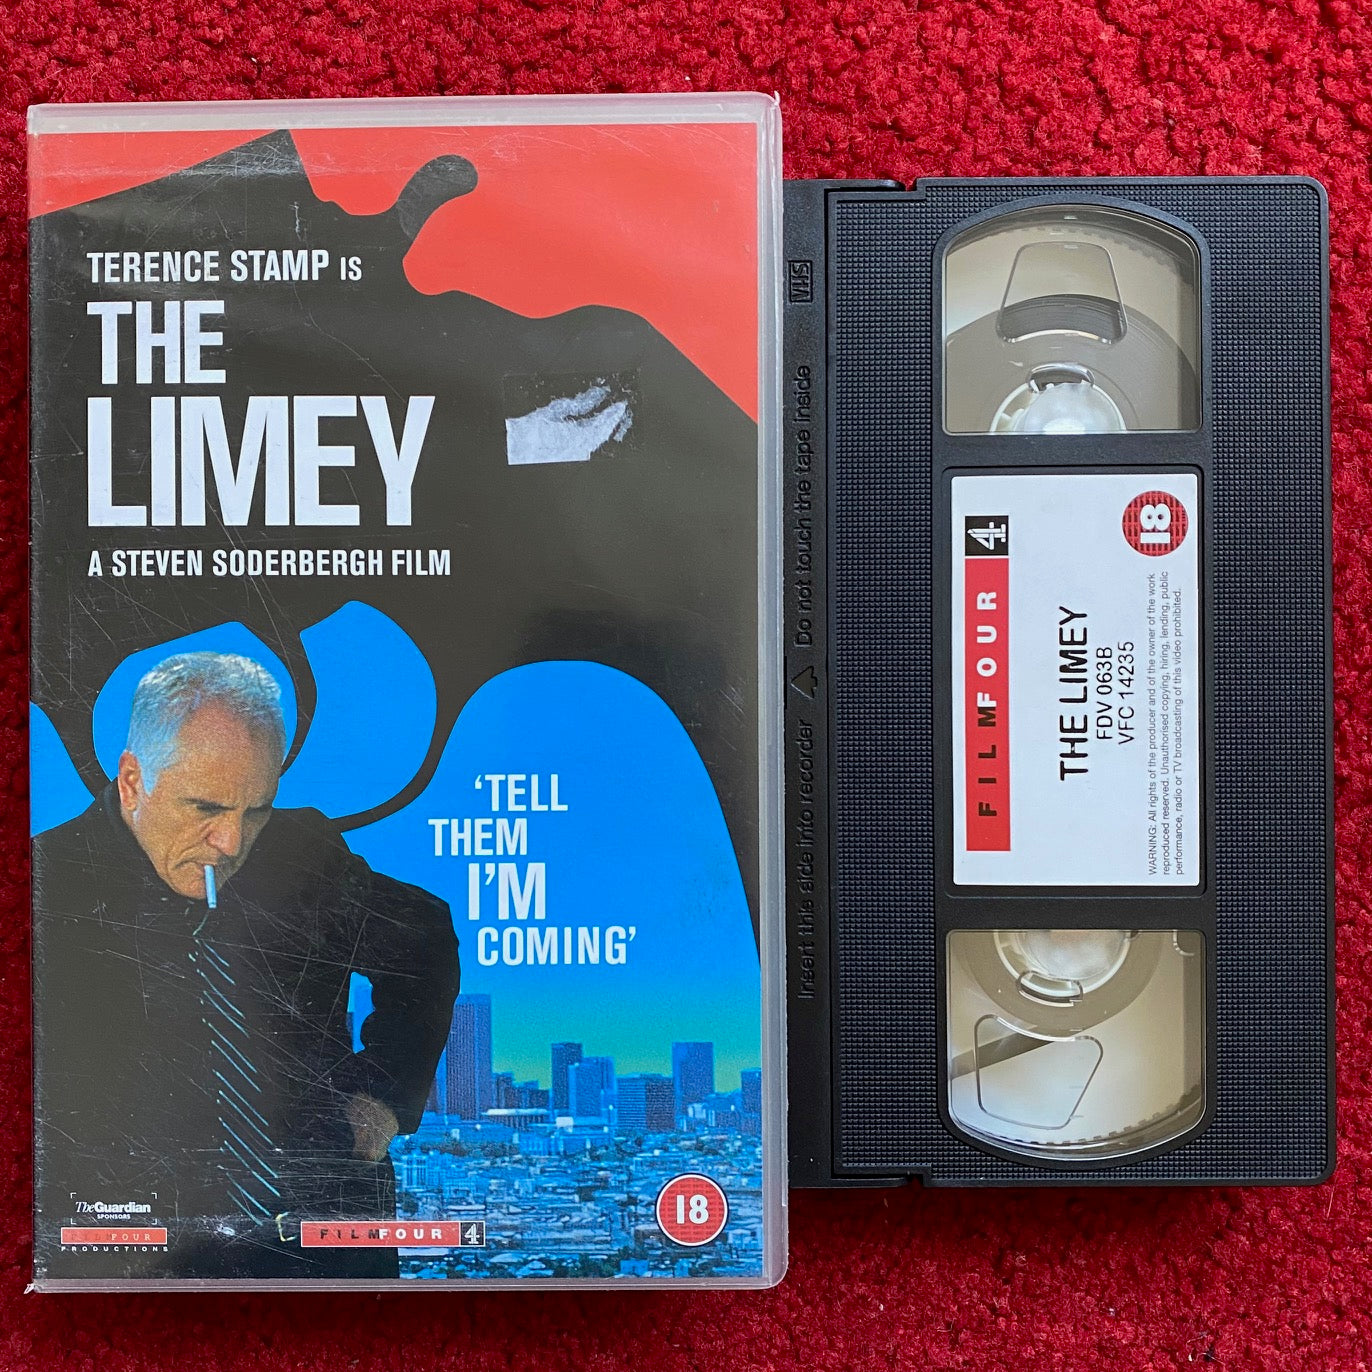 TERENCE STAMP IS
THE
LIMEY
A STEVEN SODERBERGH FILM
'TELL
THEM
I'M
COMING'
TheGuardian
SPONSORS
FILMFOUR
PRODUCTIONS
FILMFOUR 4
18
VHS
Do not touch the tape inside
Insert this side into recorder
FILMFOUR 4
THE LIMEY
FDV 063B
VFC 14235
18
WARNING: All rights of the producer and of the owner of the work
reproduced reserved. Unauthorised copying, hiring, lending, public
performance, radio or TV broadcasting of this video prohibited.